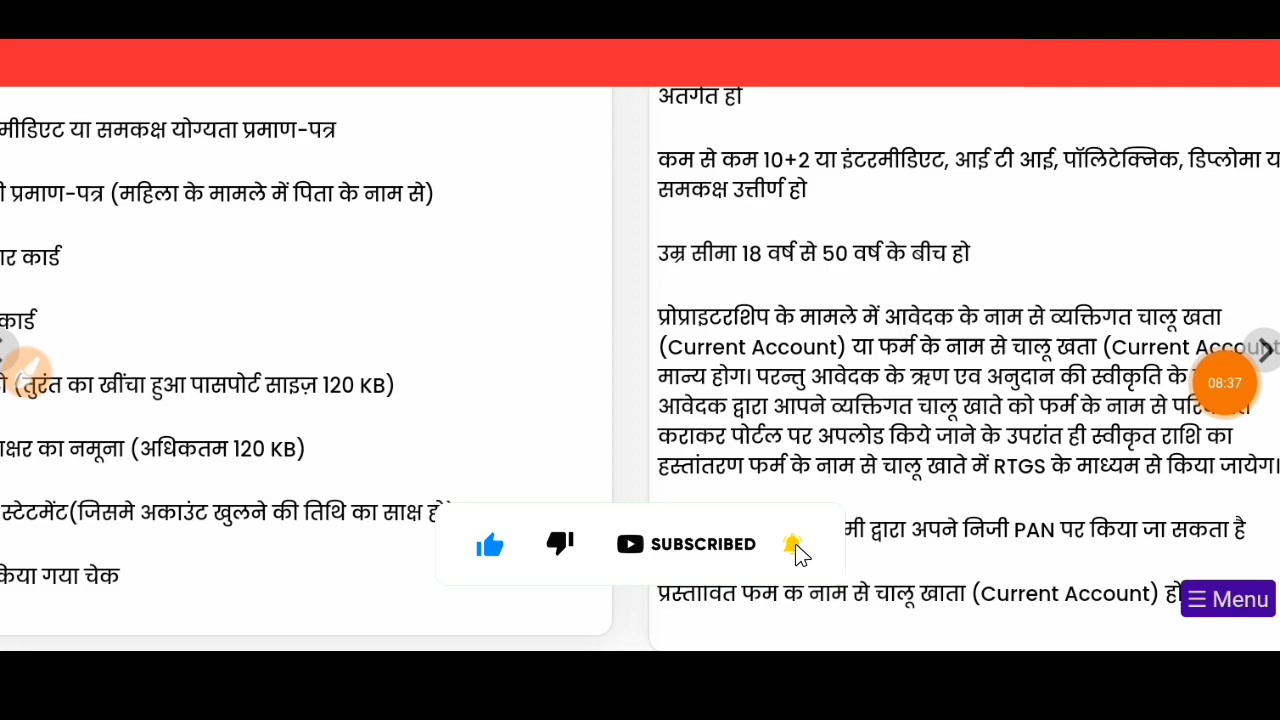 मीडिएट या समकक्ष योग्यता प्रमाण-पत्र
प्रमाण-पत्र (महिला के मामले में पिता के नाम से)
कार्ड
कार्ड
(तुरंत का खींचा हुआ पासपोर्ट साइज़ 120 KB)
का नमूना (अधिकतम 120 KB)
स्टेटमेंट(जिसमे अकाउंट खुलने की तिथि का साक्ष
किया गया चेक
अंतर्गत हो
कम से कम 10+2 या इंटरमीडिएट, आई टी आई, पॉलिटेक्निक, डिप्लोमा
समकक्ष उत्तीर्ण हो
उम्र सीमा 18 वर्ष से 50 वर्ष के बीच हो
प्रोप्राइटरशिप के मामले में आवेदक के नाम से व्यक्तिगत चालू खता
(Current Account) या फर्म के नाम से चालू खता (Current Account
मान्य होग। परन्तु आवेदक के ऋण एव अनुदान की स्वीकृति के
आवेदक द्वारा आपने व्यक्तिगत चालू खाते को फर्म के नाम से
कराकर पोर्टल पर अपलोड किये जाने के उपरांत ही स्वीकृत राशि का
हस्तांतरण फर्म के नाम से चालू खाते में RTGS के माध्यम से किया जायेग।
द्वारा अपने निजी PAN पर किया जा सकता है
प्रस्तावित फर्म के नाम से चालू खाता (Current Account) हो
08:37
SUBSCRIBED
☰ Menu